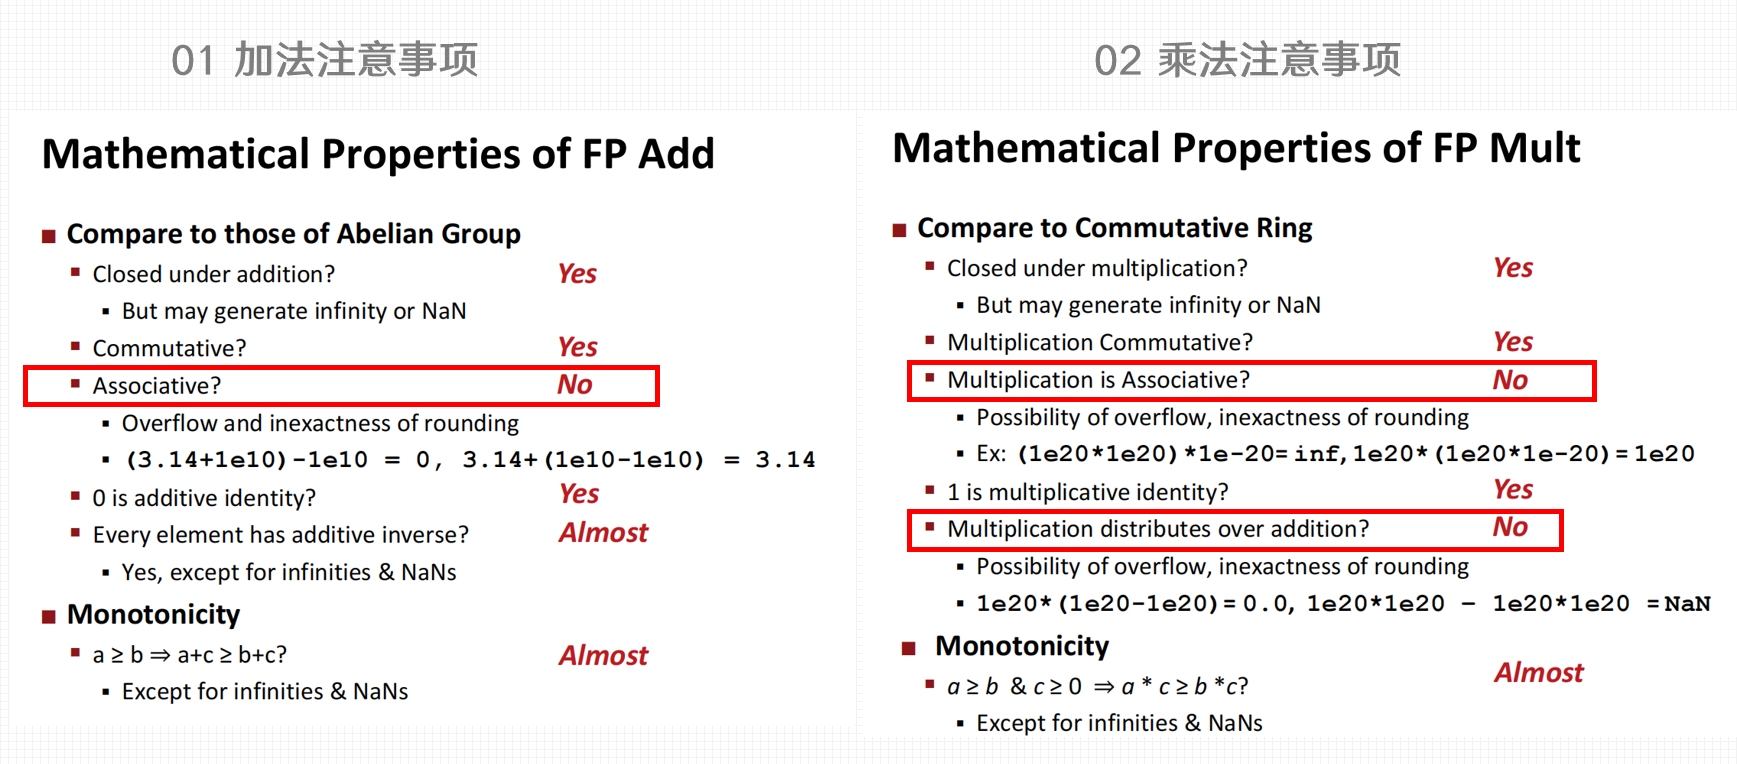 01 加法注意事项
Mathematical Properties of FP Add
■ Compare to those of Abelian Group
▪ Closed under addition? Yes
▪ But may generate infinity or NaN
▪ Commutative? Yes
▪ Associative? No
▪ Overflow and inexactness of rounding
▪ (3.14+1e10)-1e10 = 0, 3.14+(1e10-1e10) = 3.14
▪ 0 is additive identity? Yes
▪ Every element has additive inverse? Almost
▪ Yes, except for infinities & NaNs
■ Monotonicity
▪ a ≥ b ⇒ a+c ≥ b+c? Almost
▪ Except for infinities & NaNs
02 乘法注意事项
Mathematical Properties of FP Mult
■ Compare to Commutative Ring
▪ Closed under multiplication? Yes
▪ But may generate infinity or NaN
▪ Multiplication Commutative? Yes
▪ Multiplication is Associative? No
▪ Possibility of overflow, inexactness of rounding
▪ Ex: (1e20*1e20)*1e-20= inf, 1e20*(1e20*1e-20)= 1e20
▪ 1 is multiplicative identity? Yes
▪ Multiplication distributes over addition? No
▪ Possibility of overflow, inexactness of rounding
▪ 1e20*(1e20-1e20)= 0.0, 1e20*1e20 – 1e20*1e20 = NaN
■ Monotonicity
▪ a ≥ b & c ≥ 0 ⇒ a * c ≥ b *c? Almost
▪ Except for infinities & NaNs